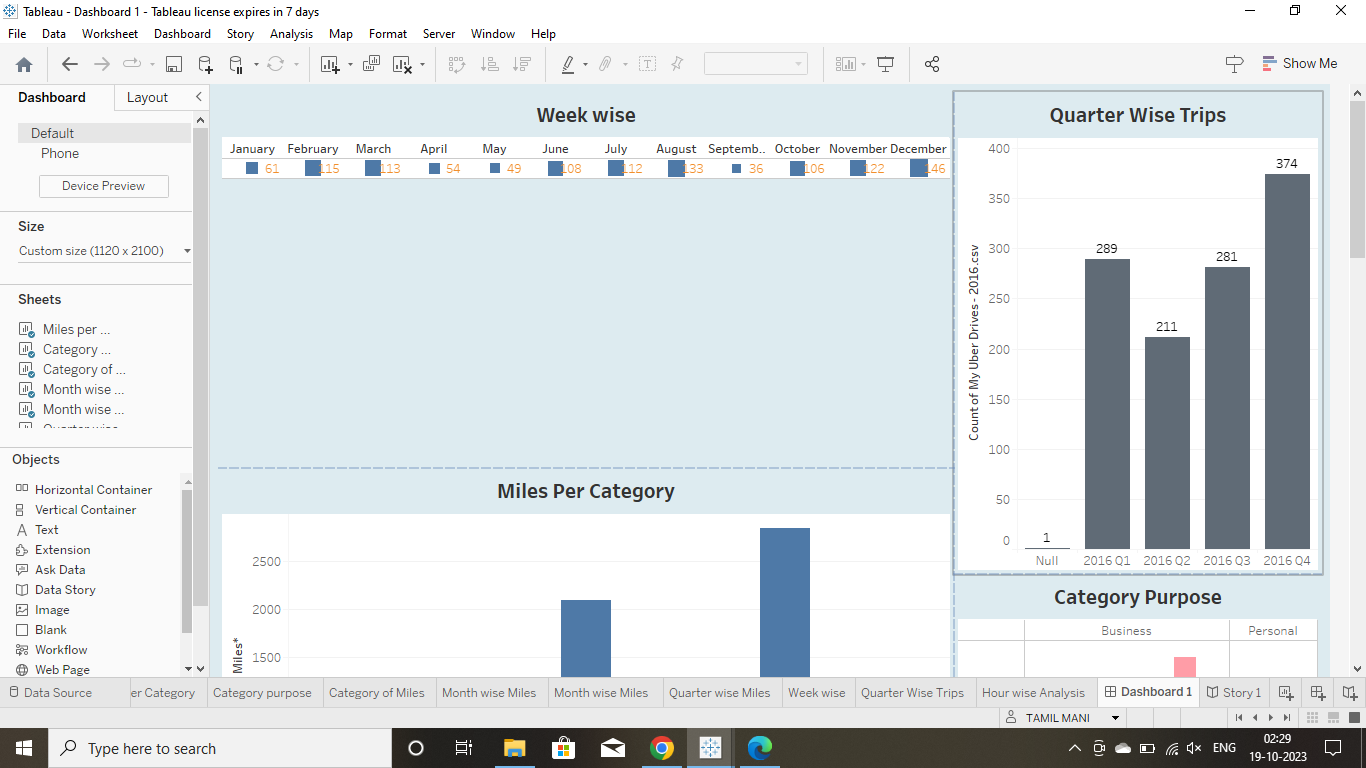 Tableau - Dashboard 1 - Tableau license expires in 7 days
File Data Worksheet Dashboard Story Analysis Map Format Server Window Help
Show Me
Dashboard Layout
Default
Phone
Device Preview
Size
Custom size (1120 x 2100)
Sheets
Miles per ...
Category ...
Category of ...
Month wise ...
Month wise ...
Objects
Horizontal Container
Vertical Container
Text
Extension
Ask Data
Data Story
Image
Blank
Workflow
Web Page
Week wise
January February March April May June July August Septemb.. October November December
61 115 113 54 49 108 112 133 36 106 122 146
Miles Per Category
2500
2000
1500
Miles*
Quarter Wise Trips
Count of My Uber Drives - 2016.csv
400
350
300
250
200
150
100
50
0
1 289 211 281 374
Null 2016 Q1 2016 Q2 2016 Q3 2016 Q4
Category Purpose
Business Personal
Data Source er Category Category purpose Category of Miles Month wise Miles Month wise Miles Quarter wise Miles Week wise Quarter Wise Trips Hour wise Analysis Dashboard 1 Story 1
TAMIL MANI
Type here to search
ENG
02:29
19-10-2023